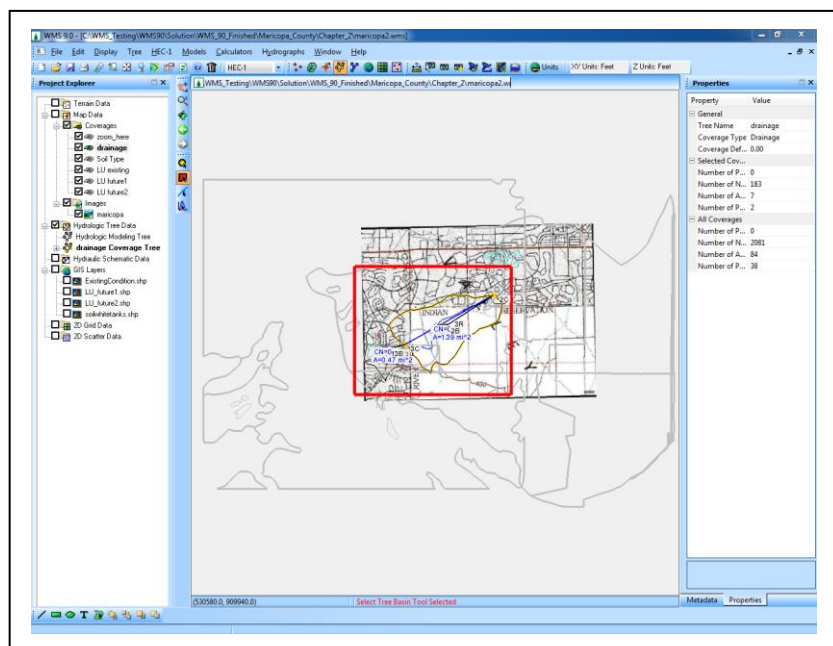 WMS 9.0 - [C:\WMS_Testing\WMS90\Solution\WMS_90_Finished\Maricopa_County\Chapter_2\maricopa2.wms]
File Edit Display Tree HEC-1 Models Calculators Hydrographs Window Help
HEC-1 Units XY Units: Feet Z Units: Feet
Project Explorer
Terrain Data
Map Data
Coverages
zoom_here
drainage
Soil Type
LU existing
LU future1
LU future2
Images
maricopa
Hydrologic Tree Data
Hydrologic Modeling Tree
drainage Coverage Tree
Hydraulic Schematic Data
GIS Layers
ExistingCondition.shp
LU_future1.shp
LU_future2.shp
soilwhitetanks.shp
2D Grid Data
2D Scatter Data
WMS_Testing\WMS90\Solution\WMS_90_Finished\Maricopa_County\Chapter_2\maricopa2.w
INDIAN
3R
2B
A=1.39 mi^2
3C
13B
A=0.47 mi^2
RIVER
400
(530580.0, 909940.0) Select Tree Basin Tool Selected
Properties
Property Value
General
Tree Name drainage
Coverage Type Drainage
Coverage Def... 0.00
Selected Cov...
Number of P... 0
Number of N... 183
Number of A... 7
Number of P... 2
All Coverages
Number of P... 0
Number of N... 2081
Number of A... 84
Number of P... 38
Metadata Properties
T